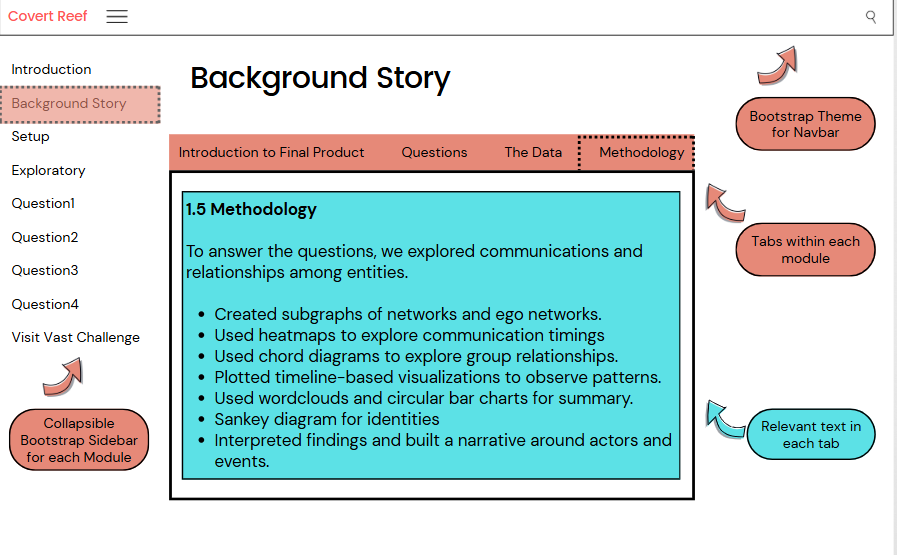 Covert Reef
Introduction
Background Story
Setup
Exploratory
Question1
Question2
Question3
Question4
Visit Vast Challenge
Collapsible
Bootstrap Sidebar
for each Module
Background Story
Introduction to Final Product
Questions
The Data
Methodology
1.5 Methodology
To answer the questions, we explored communications and
relationships among entities.
• Created subgraphs of networks and ego networks.
• Used heatmaps to explore communication timings
• Used chord diagrams to explore group relationships.
• Plotted timeline-based visualizations to observe patterns.
• Used wordclouds and circular bar charts for summary.
• Sankey diagram for identities
• Interpreted findings and built a narrative around actors and
events.
Bootstrap Theme
for Navbar
Tabs within each
module
Relevant text in
each tab